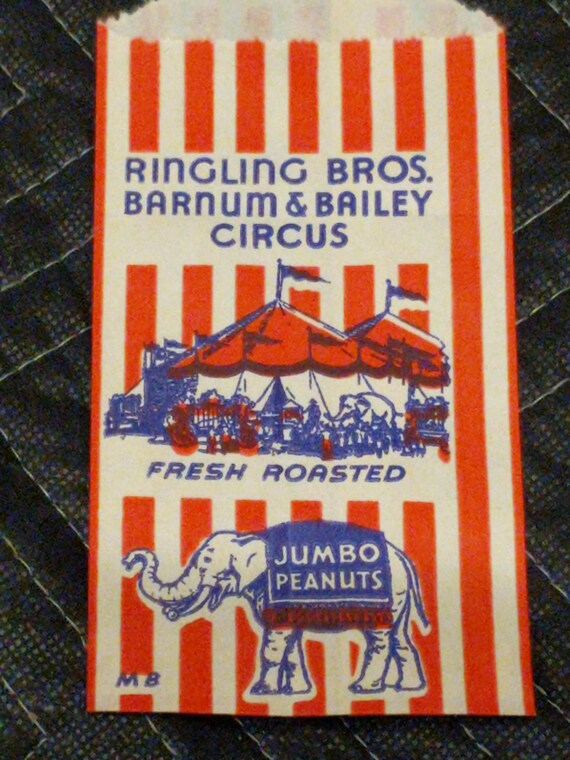 RINGLING BROS.
BARNUM & BAILEY
CIRCUS
FRESH ROASTED
JUMBO
PEANUTS
MB